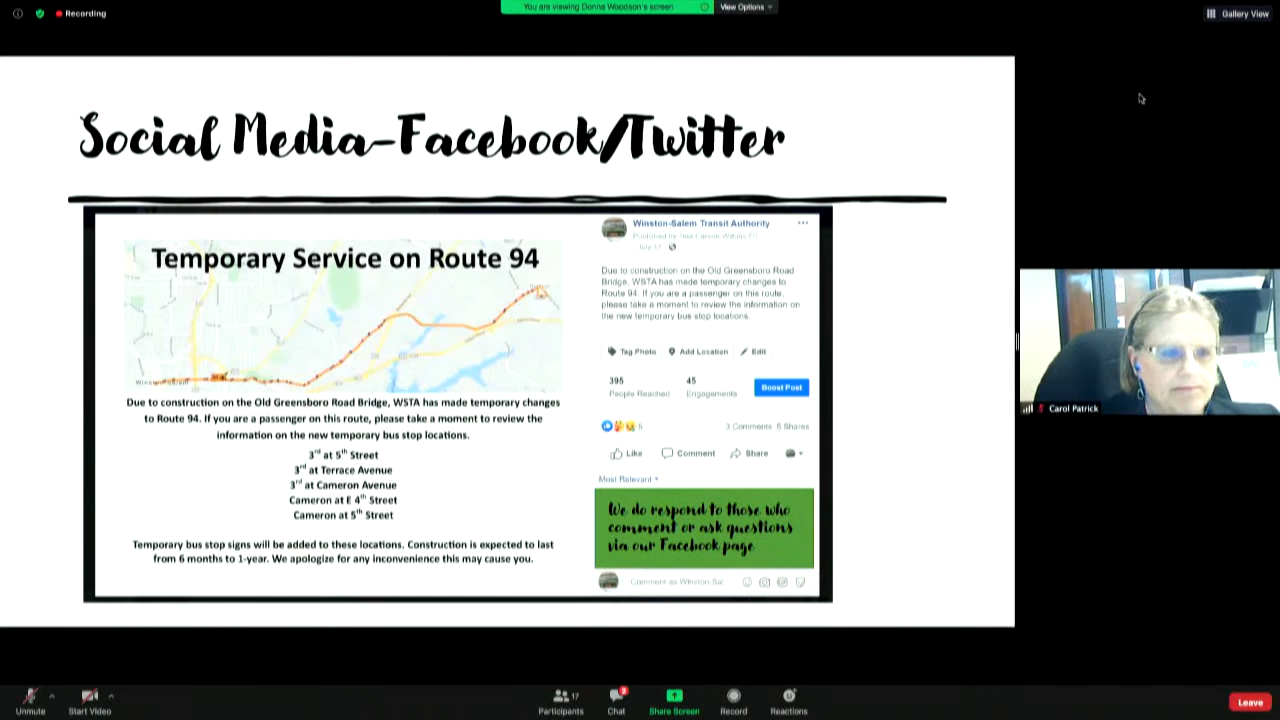 Recording
You are viewing Donna Woodson's screen
View Options
Gallery View
Social Media-Facebook/Twitter
Temporary Service on Route 94
Due to construction on the Old Greensboro Road Bridge, WSTA has made temporary changes
to Route 94. If you are a passenger on this route, please take a moment to review the
information on the new temporary bus stop locations.
3rd at 5th Street
3rd at Terrace Avenue
3rd at Cameron Avenue
Cameron at E 4th Street
Cameron at 5th Street
Temporary bus stop signs will be added to these locations. Construction is expected to last
from 6 months to 1-year. We apologize for any inconvenience this may cause you.
Winston-Salem Transit Authority
Published by
Due to construction on the Old Greensboro Road
Bridge, WSTA has made temporary changes to
Route 94. If you are a passenger on this route,
please take a moment to review the information on
the new temporary bus stop locations.
Tag Photo Add Location Edit
395 45
People Reached Engagements
Boost Post
3 Comments 5 Shares
Like Comment Share
Most Relevant
We do respond to those who
comment or ask questions
via our Facebook page
Comment as Winston-Sal
Carol Patrick
Unmute
Start Video
Participants 17
Chat
Share Screen
Record
Reactions
Leave